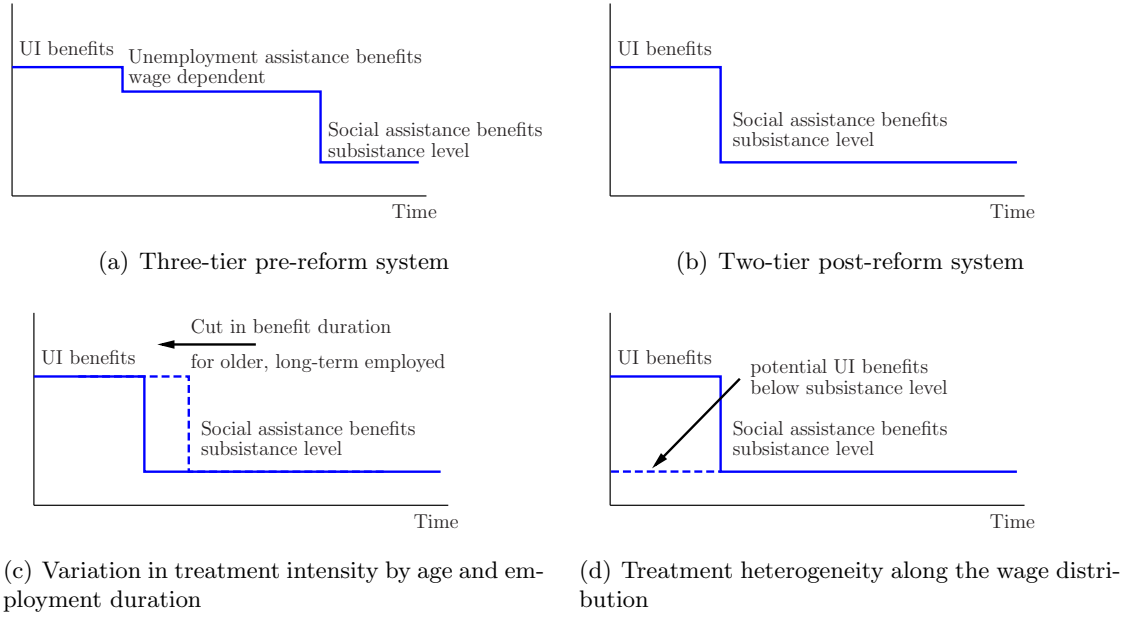 UI benefits
Unemployment assistance benefits
wage dependent
Social assistance benefits
subsistance level
Time
(a) Three-tier pre-reform system
UI benefits
Social assistance benefits
subsistance level
Time
(b) Two-tier post-reform system
Cut in benefit duration
UI benefits
for older, long-term employed
Social assistance benefits
subsistance level
Time
(c) Variation in treatment intensity by age and em-
ployment duration
UI benefits
potential UI benefits
below subsistance level
Social assistance benefits
subsistance level
Time
(d) Treatment heterogeneity along the wage distri-
bution